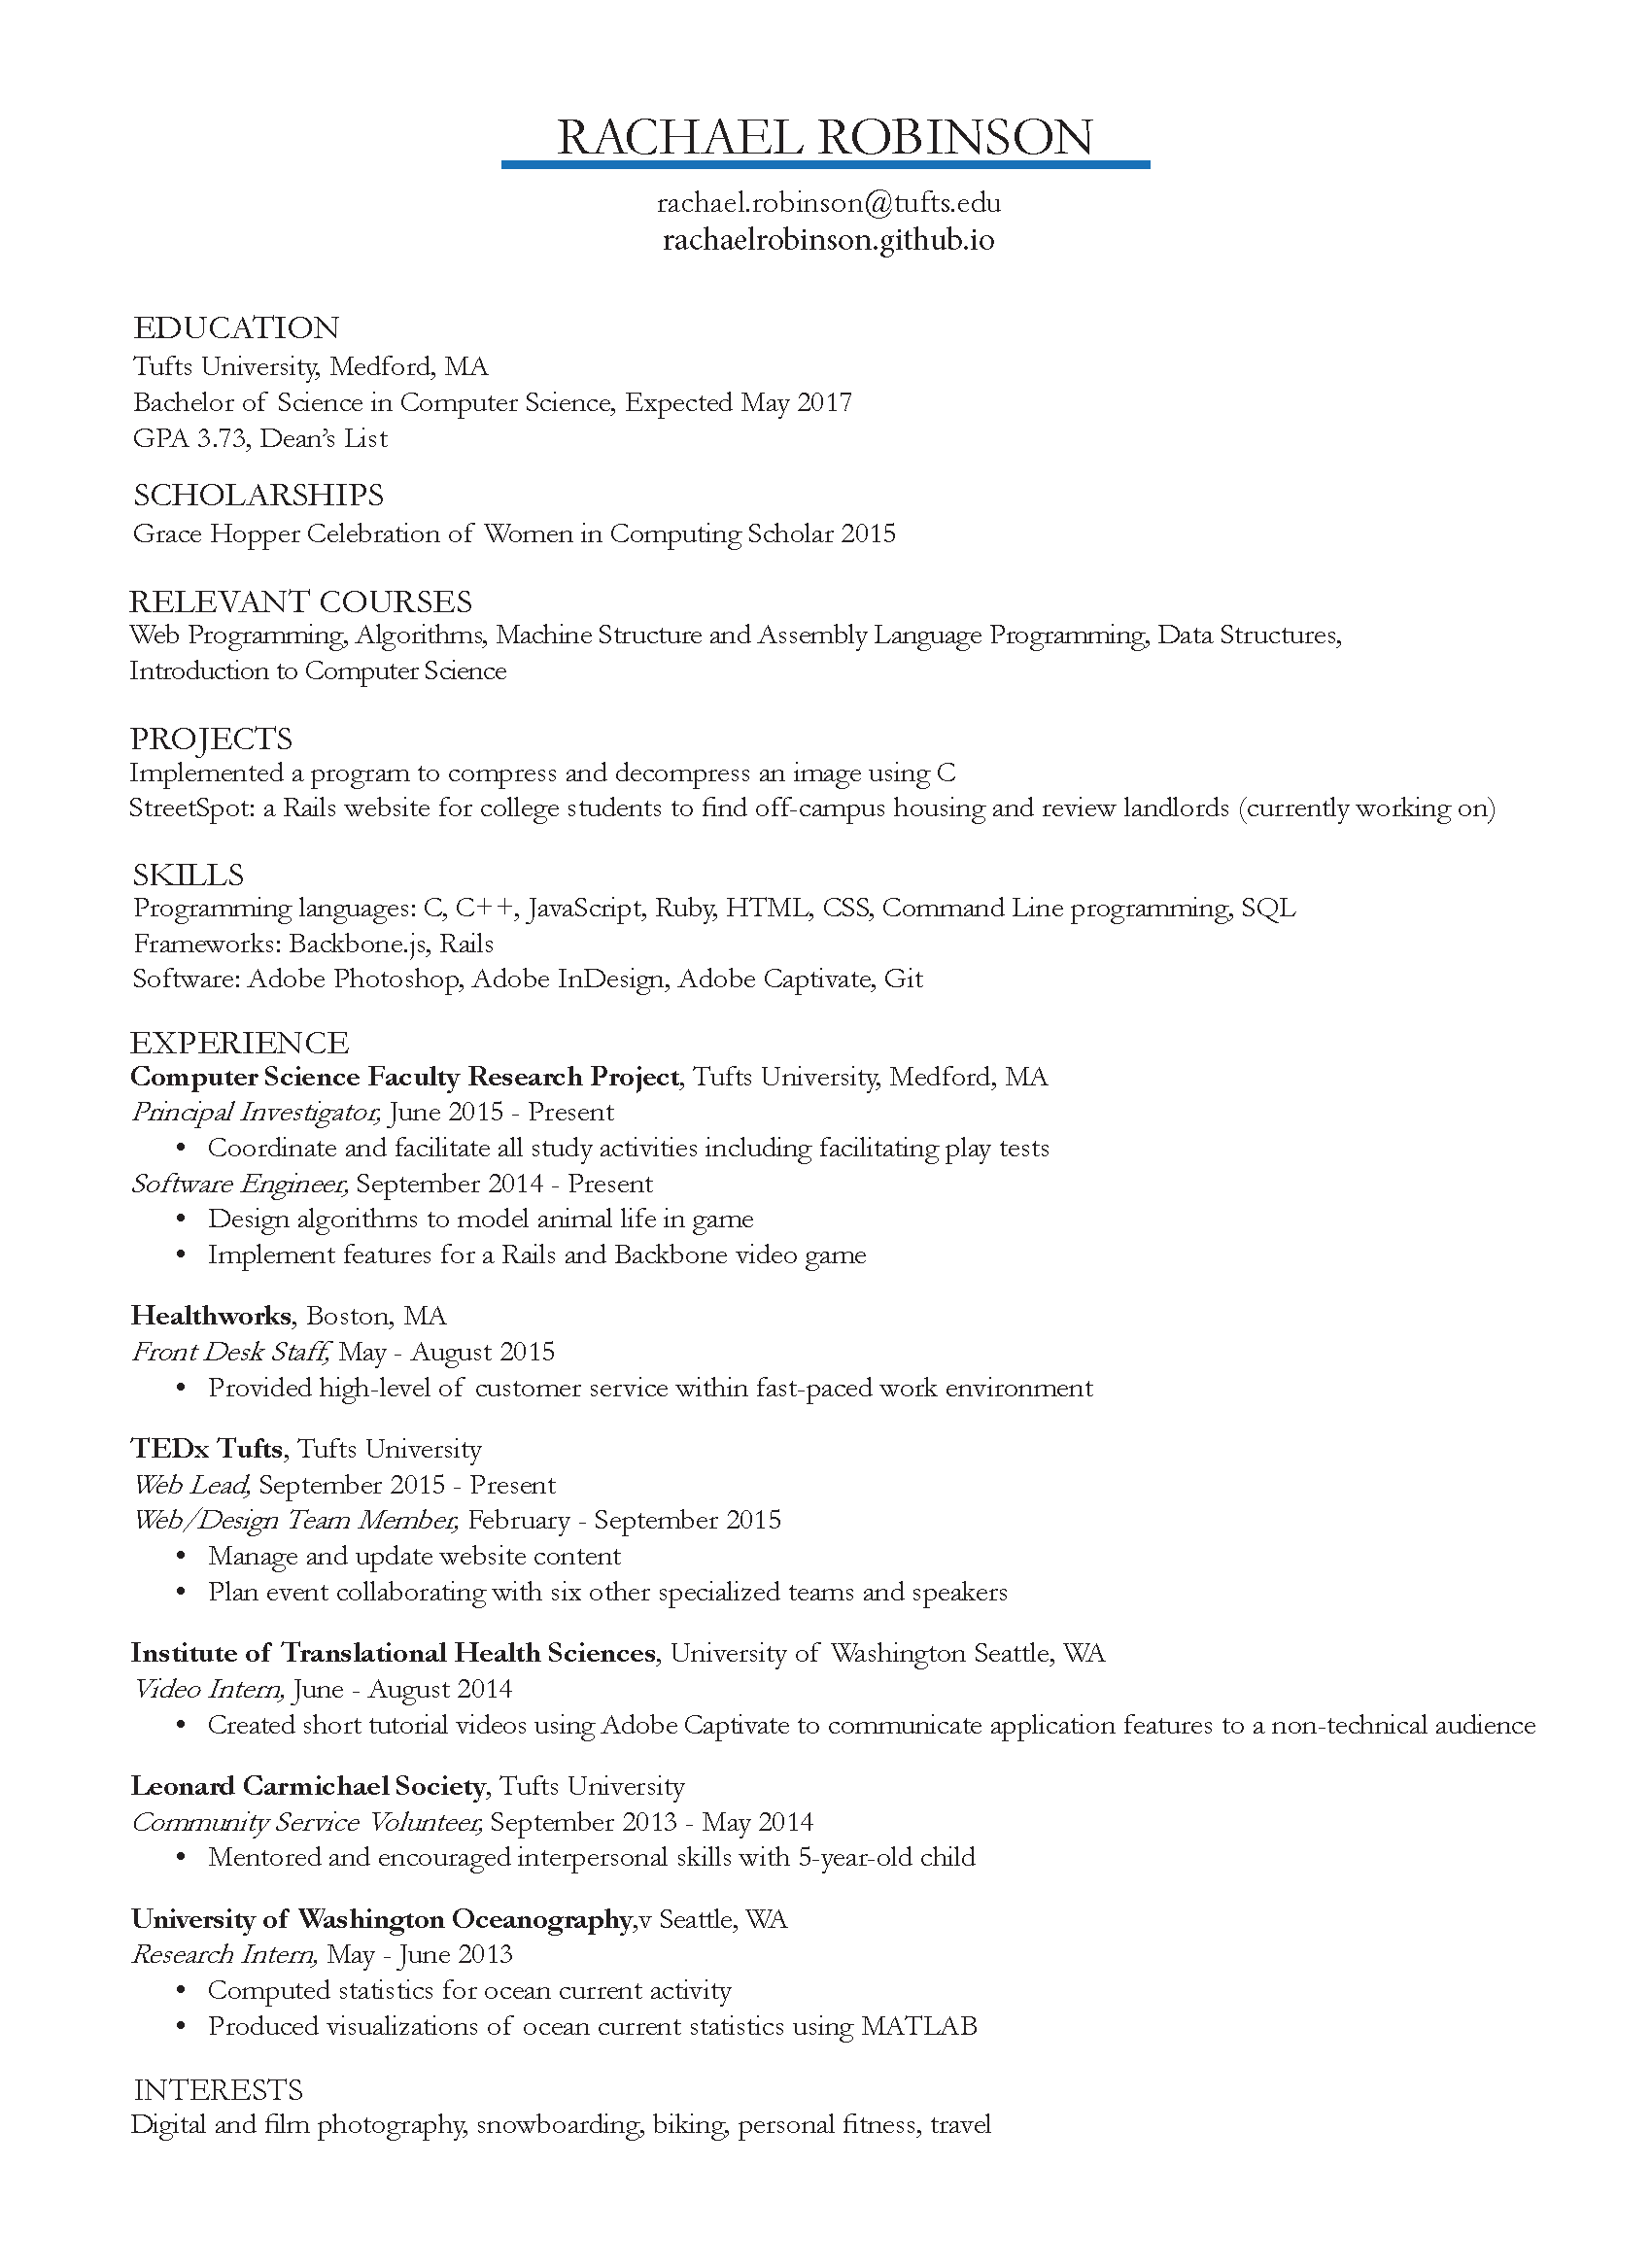 RACHAEL ROBINSON
rachael.robinson@tufts.edu
rachaelrobinson.github.io
EDUCATION
Tufts University, Medford, MA
Bachelor of Science in Computer Science, Expected May 2017
GPA 3.73, Dean’s List
SCHOLARSHIPS
Grace Hopper Celebration of Women in Computing Scholar 2015
RELEVANT COURSES
Web Programming, Algorithms, Machine Structure and Assembly Language Programming, Data Structures,
Introduction to Computer Science
PROJECTS
Implemented a program to compress and decompress an image using C
StreetSpot: a Rails website for college students to find off-campus housing and review landlords (currently working on)
SKILLS
Programming languages: C, C++, JavaScript, Ruby, HTML, CSS, Command Line programming, SQL
Frameworks: Backbone.js, Rails
Software: Adobe Photoshop, Adobe InDesign, Adobe Captivate, Git
EXPERIENCE
Computer Science Faculty Research Project, Tufts University, Medford, MA
Principal Investigator, June 2015 - Present
• Coordinate and facilitate all study activities including facilitating play tests
Software Engineer, September 2014 - Present
• Design algorithms to model animal life in game
• Implement features for a Rails and Backbone video game
Healthworks, Boston, MA
Front Desk Staff, May - August 2015
• Provided high-level of customer service within fast-paced work environment
TEDx Tufts, Tufts University
Web Lead, September 2015 - Present
Web/Design Team Member, February - September 2015
• Manage and update website content
• Plan event collaborating with six other specialized teams and speakers
Institute of Translational Health Sciences, University of Washington Seattle, WA
Video Intern, June - August 2014
• Created short tutorial videos using Adobe Captivate to communicate application features to a non-technical audience
Leonard Carmichael Society, Tufts University
Community Service Volunteer, September 2013 - May 2014
• Mentored and encouraged interpersonal skills with 5-year-old child
University of Washington Oceanography,v Seattle, WA
Research Intern, May - June 2013
• Computed statistics for ocean current activity
• Produced visualizations of ocean current statistics using MATLAB
INTERESTS
Digital and film photography, snowboarding, biking, personal fitness, travel